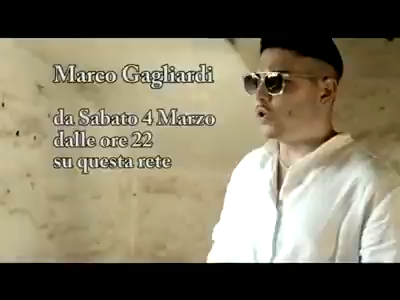 Marco Gagliardi
da Sabato 4 Marzo
dalle ore 22
su questa rete